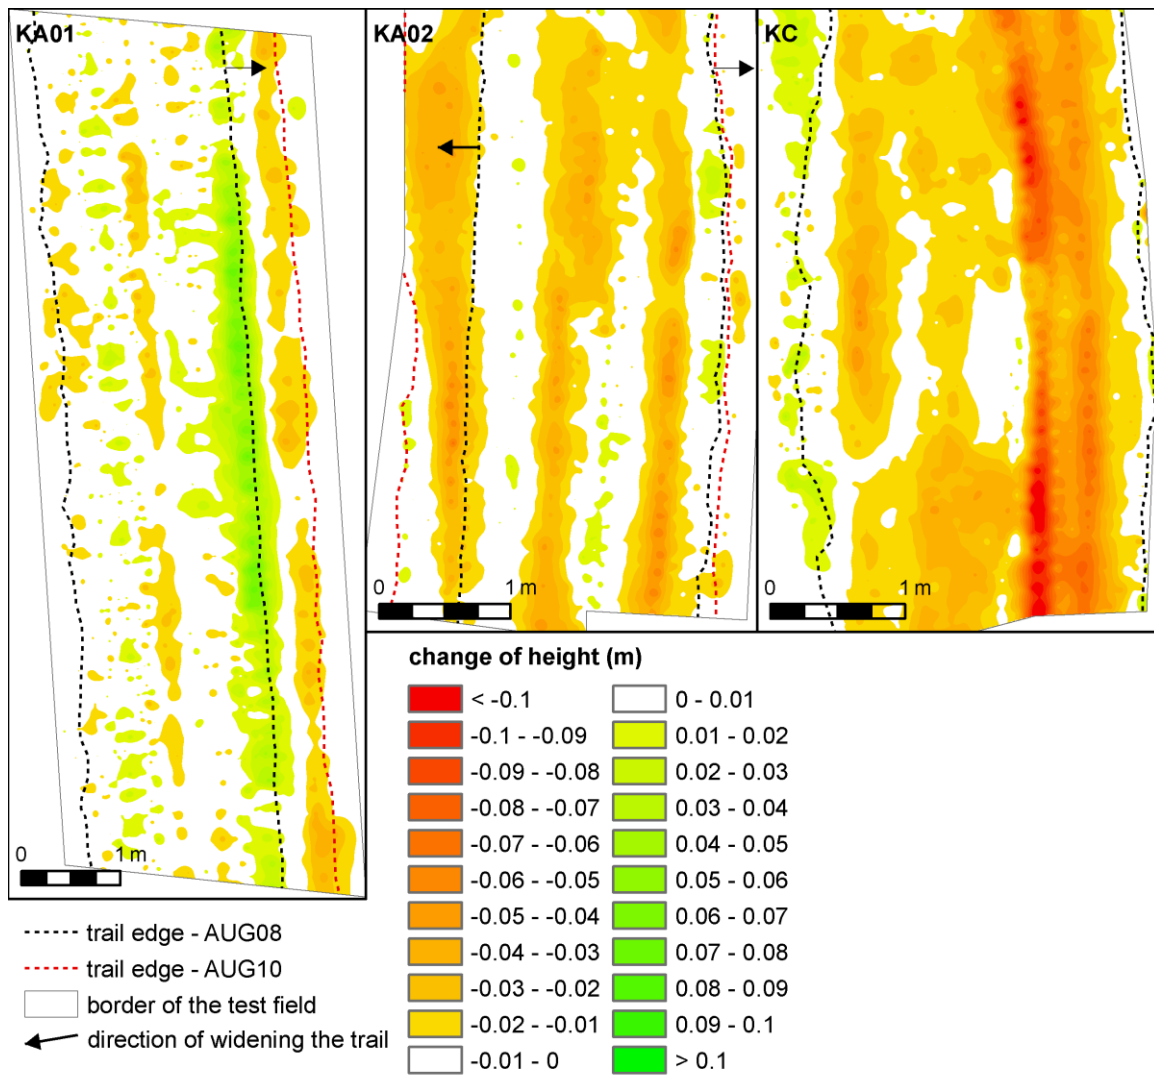 KA01
KA02
KC
0 1 m
0 1 m
0 1 m
change of height (m)
< -0.1
-0.1 - -0.09
-0.09 - -0.08
-0.08 - -0.07
-0.07 - -0.06
-0.06 - -0.05
-0.05 - -0.04
-0.04 - -0.03
-0.03 - -0.02
-0.02 - -0.01
-0.01 - 0
0 - 0.01
0.01 - 0.02
0.02 - 0.03
0.03 - 0.04
0.04 - 0.05
0.05 - 0.06
0.06 - 0.07
0.07 - 0.08
0.08 - 0.09
0.09 - 0.1
> 0.1
trail edge - AUG08
trail edge - AUG10
border of the test field
direction of widening the trail